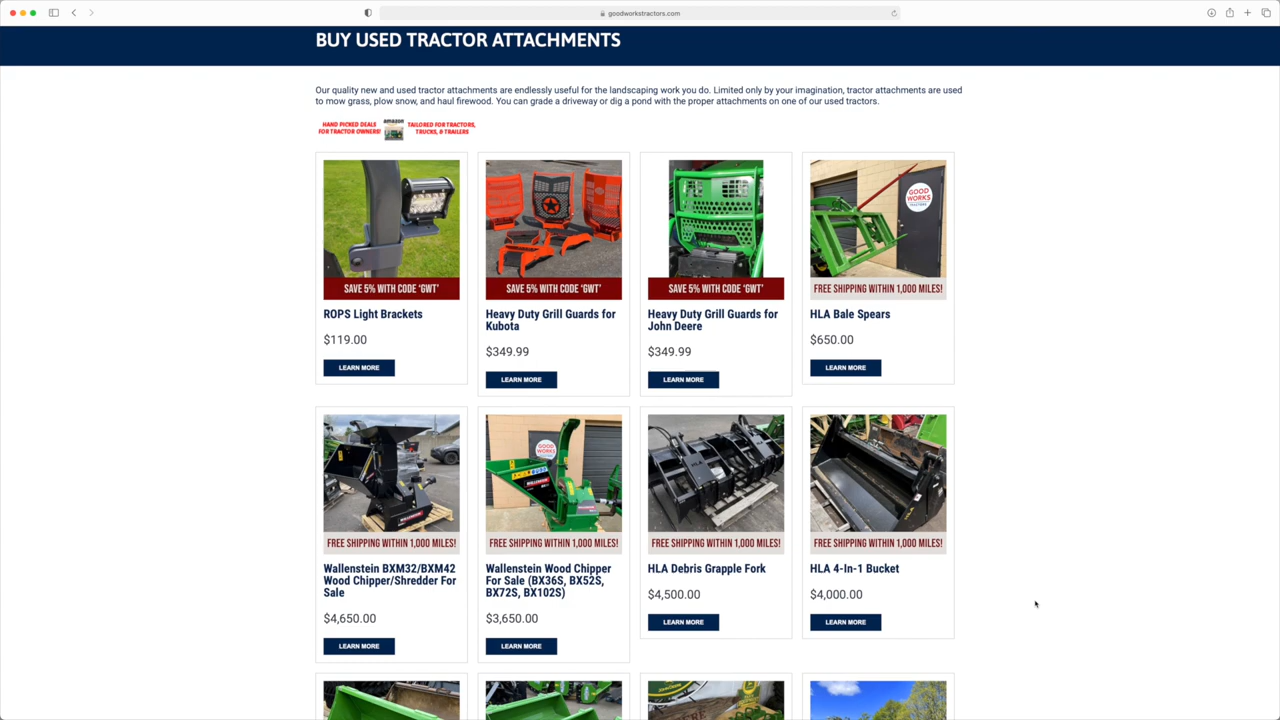 goodworkstractors.com
BUY USED TRACTOR ATTACHMENTS
Our quality new and used tractor attachments are endlessly useful for the landscaping work you do. Limited only by your imagination, tractor attachments are used
to mow grass, plow snow, and haul firewood. You can grade a driveway or dig a pond with the proper attachments on one of our used tractors.
HAND PICKED DEALS
FOR TRACTOR OWNERS!
amazon
TAILORED FOR TRACTORS,
TRUCKS, & TRAILERS
SAVE 5% WITH CODE 'GWT'
ROPS Light Brackets
$119.00
LEARN MORE
SAVE 5% WITH CODE 'GWT'
Heavy Duty Grill Guards for
Kubota
$349.99
LEARN MORE
SAVE 5% WITH CODE 'GWT'
Heavy Duty Grill Guards for
John Deere
$349.99
LEARN MORE
GOOD
WORKS
TRACTORS
FREE SHIPPING WITHIN 1,000 MILES!
HLA Bale Spears
$650.00
LEARN MORE
WALLENSTEIN
FREE SHIPPING WITHIN 1,000 MILES!
Wallenstein BXM32/BXM42
Wood Chipper/Shredder For
Sale
$4,650.00
LEARN MORE
GOOD
WORKS
WALLENSTEIN
FREE SHIPPING WITHIN 1,000 MILES!
Wallenstein Wood Chipper
For Sale (BX36S, BX52S,
BX72S, BX102S)
$3,650.00
LEARN MORE
HLA
FREE SHIPPING WITHIN 1,000 MILES!
HLA Debris Grapple Fork
$4,500.00
LEARN MORE
HLA
FREE SHIPPING WITHIN 1,000 MILES!
HLA 4-In-1 Bucket
$4,000.00
LEARN MORE